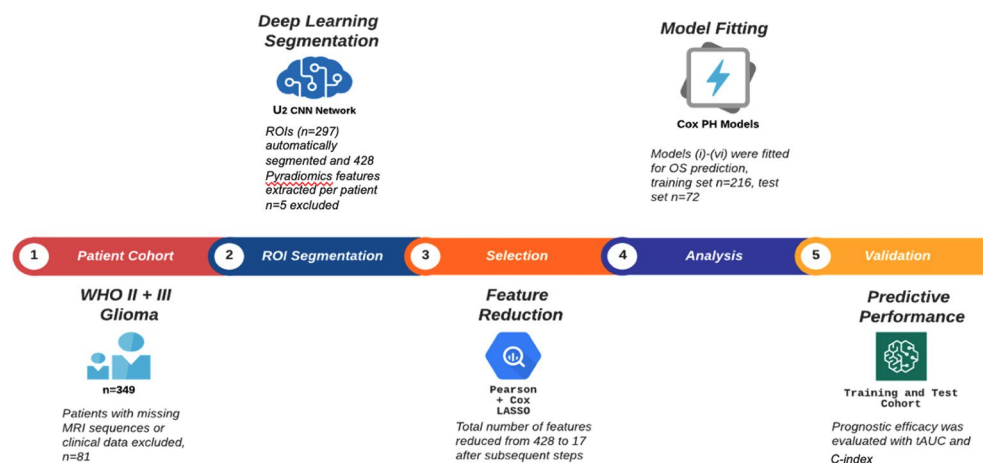 Deep Learning
Segmentation
U2 CNN Network
ROIs (n=297)
automatically
segmented and 428
Pyradiomics features
extracted per patient
n=5 excluded
Model Fitting
Cox PH Models
Models (i)-(vi) were fitted
for OS prediction,
training set n=216, test
set n=72
1 Patient Cohort
2 ROI Segmentation
3 Selection
4 Analysis
5 Validation
WHO II + III
Glioma
n=349
Patients with missing
MRI sequences or
clinical data excluded,
n=81
Feature
Reduction
Pearson
+ Cox
LASSO
Total number of features
reduced from 428 to 17
after subsequent steps
Predictive
Performance
Training and Test
Cohort
Prognostic efficacy was
evaluated with tAUC and
C-index